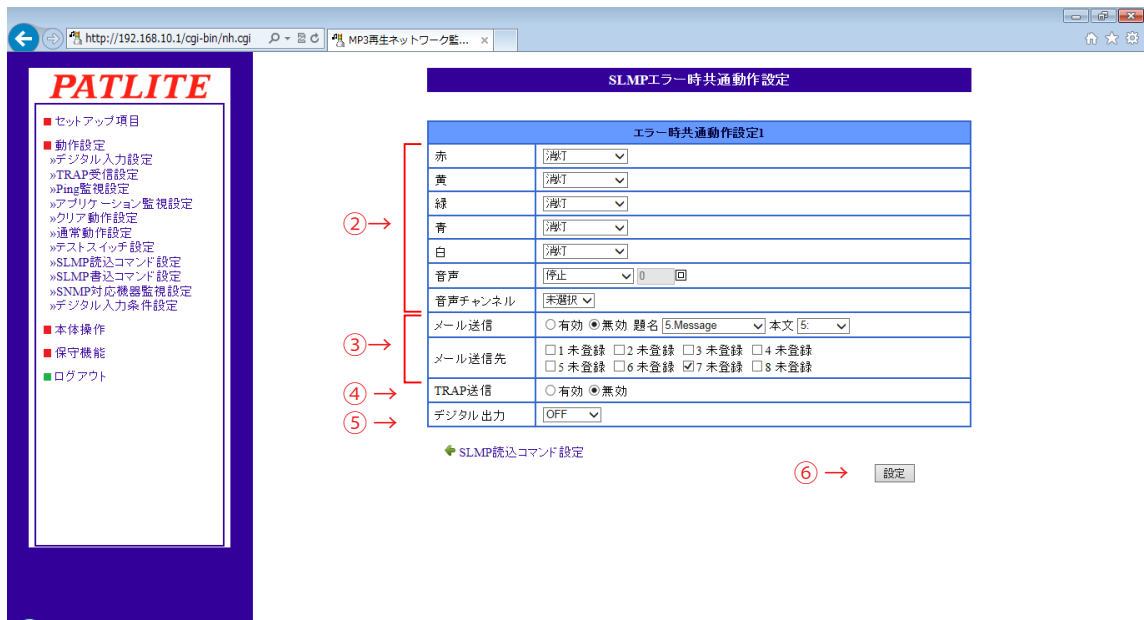 http://192.168.10.1/cgi-bin/nh.cgi
MP3再生ネットワーク監...
PATLITE
セットアップ項目
動作設定
»デジタル入力設定
»TRAP受信設定
»Ping監視設定
»アプリケーション監視設定
»クリア動作設定
»通常動作設定
»テストスイッチ設定
»SLMP読込コマンド設定
»SLMP書込コマンド設定
»SNMP対応機器監視設定
»デジタル入力条件設定
本体操作
保守機能
ログアウト
SLMPエラー時共通動作設定
エラー時共通動作設定1
赤 消灯
黄 消灯
②→ 緑 消灯
青 消灯
白 消灯
音声 停止 0
音声チャンネル 未選択
③→ メール送信 有効 無効 題名 5.Message 本文 5:
メール送信先 1 未登録 2 未登録 3 未登録 4 未登録
5 未登録 6 未登録 7 未登録 8 未登録
④→ TRAP送信 有効 無効
⑤→ デジタル出力 OFF
SLMP読込コマンド設定
⑥→ 設定